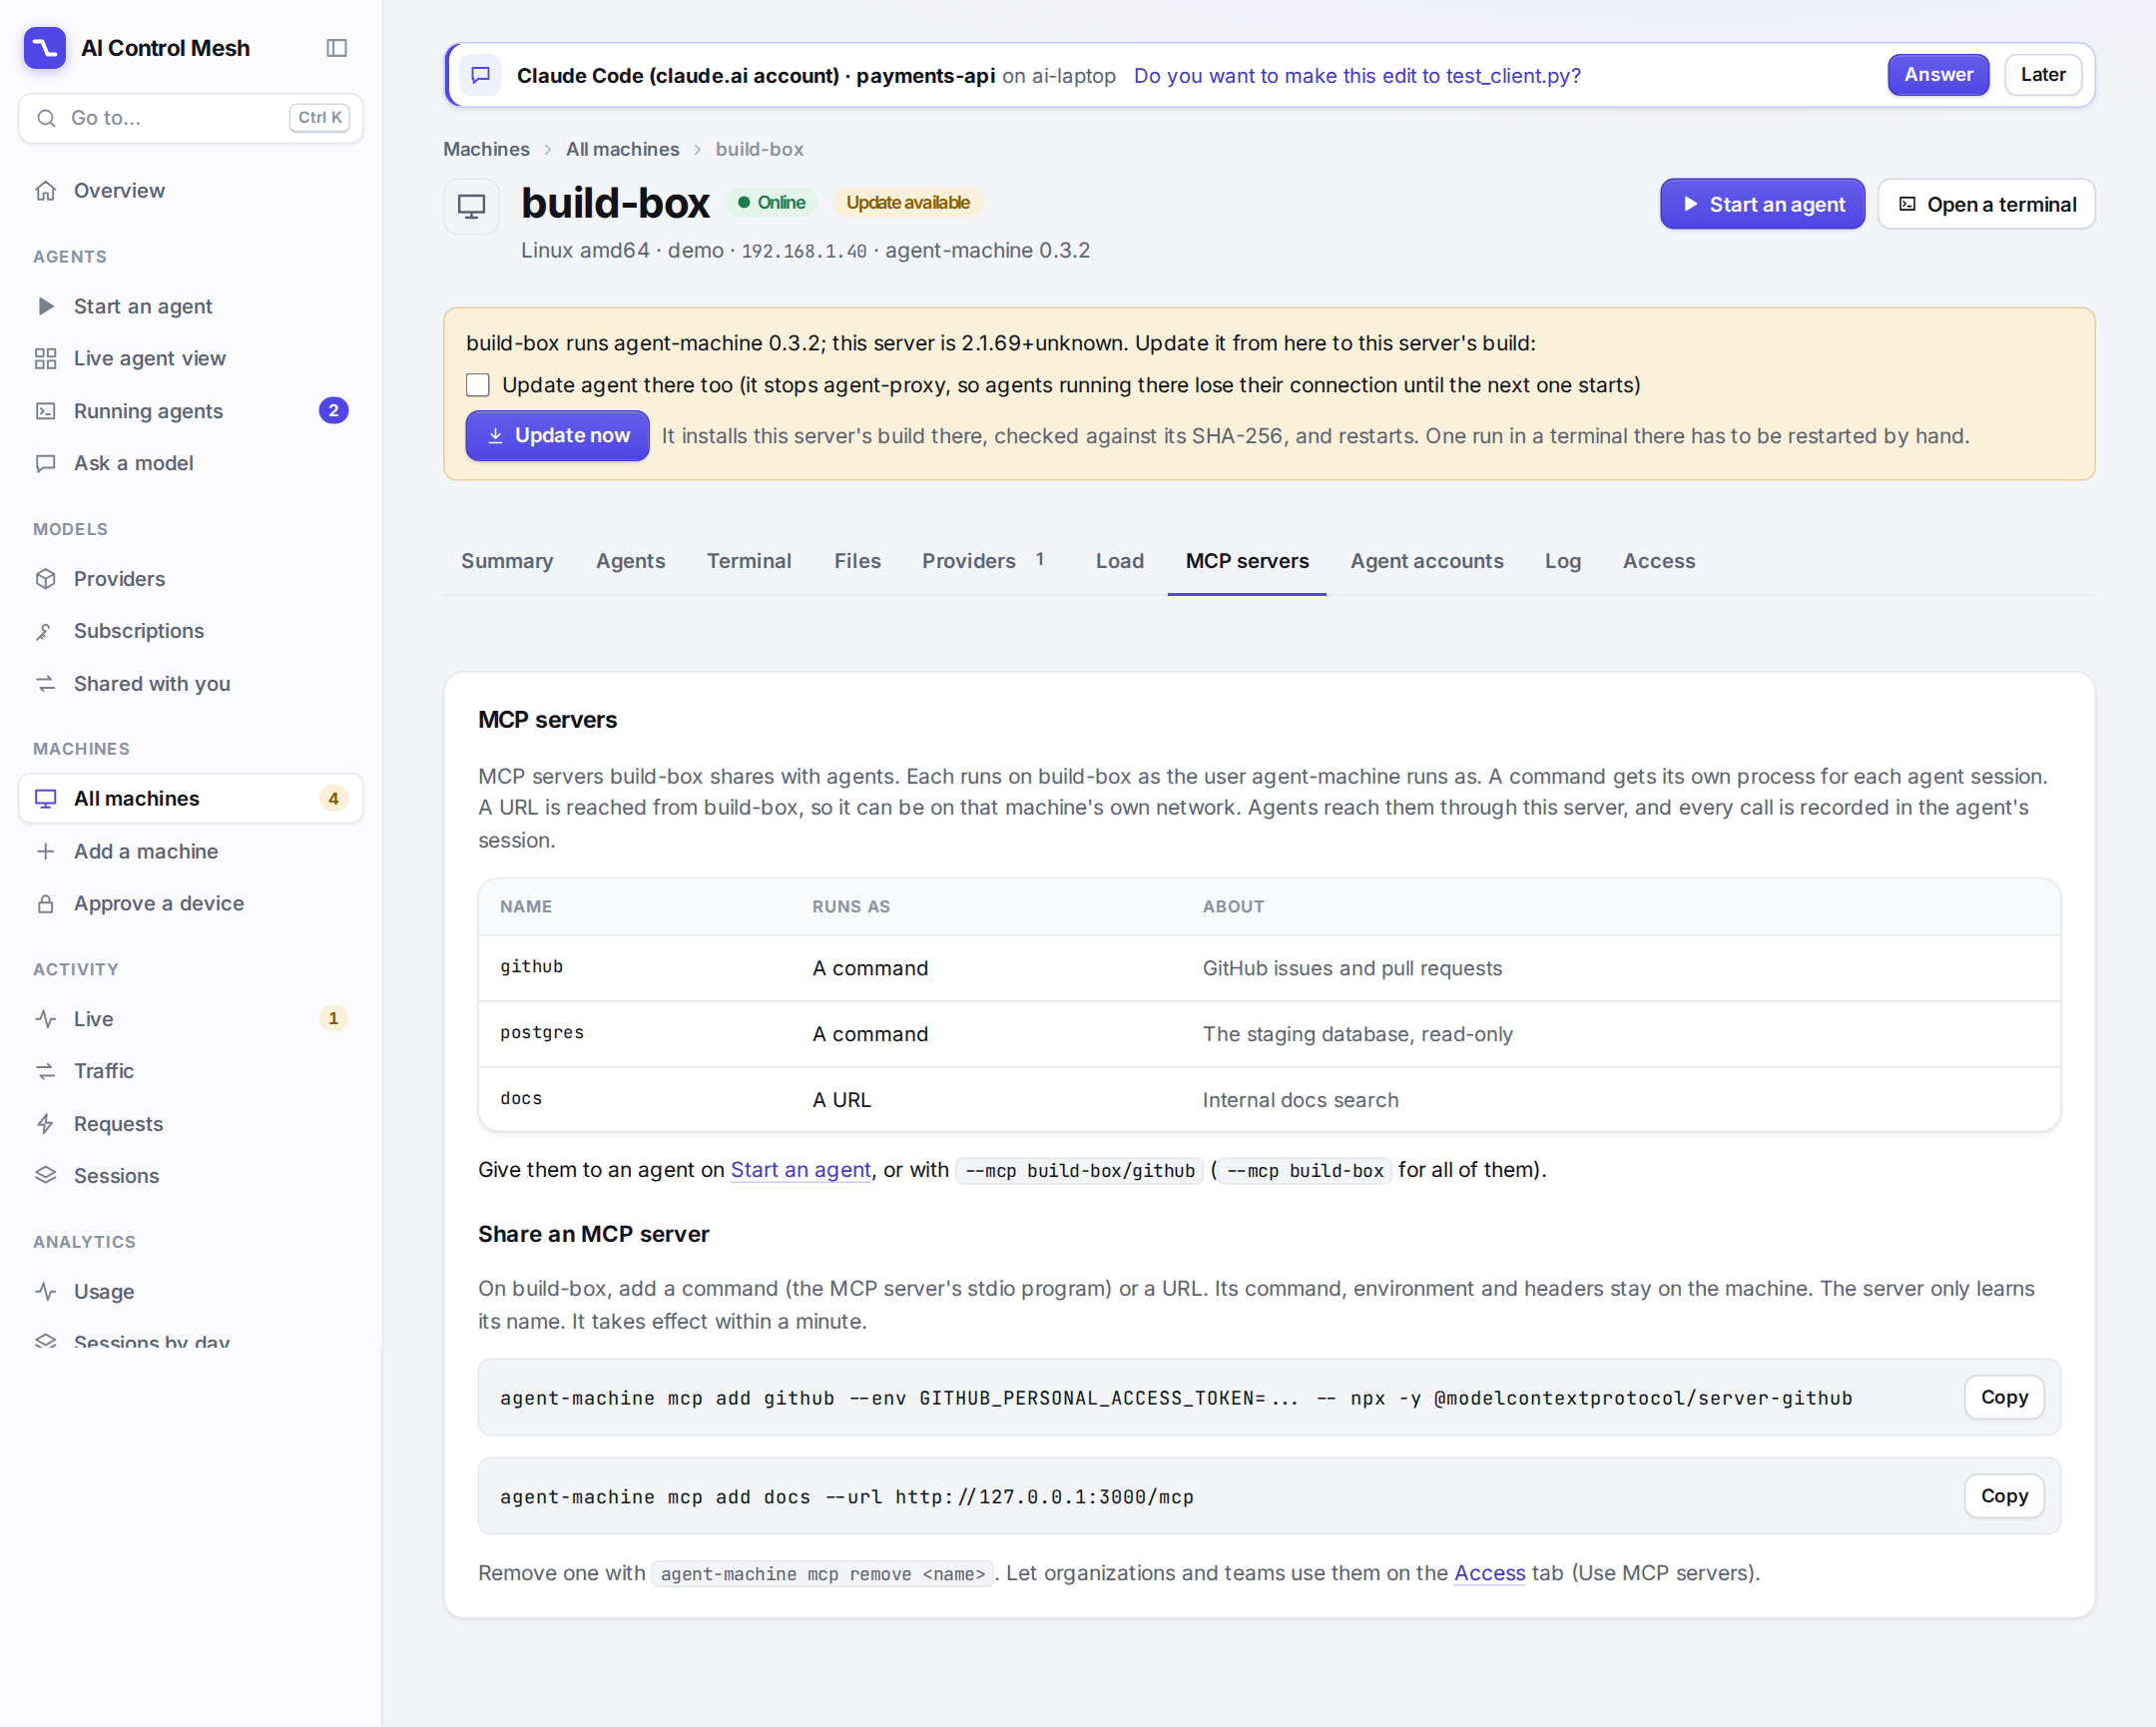 AI Control Mesh
Go to...
Ctrl K
Overview
AGENTS
Start an agent
Live agent view
Running agents 2
Ask a model
MODELS
Providers
Subscriptions
Shared with you
MACHINES
All machines 4
Add a machine
Approve a device
ACTIVITY
Live 1
Traffic
Requests
Sessions
ANALYTICS
Usage
Sessions by day
Claude Code (claude.ai account) · payments-api on ai-laptop Do you want to make this edit to test_client.py? Answer Later
Machines > All machines > build-box
build-box Online Update available
Start an agent Open a terminal
Linux amd64 · demo · 192.168.1.40 · agent-machine 0.3.2
build-box runs agent-machine 0.3.2; this server is 2.1.69+unknown. Update it from here to this server's build:
Update agent there too (it stops agent-proxy, so agents running there lose their connection until the next one starts)
Update now It installs this server's build there, checked against its SHA-256, and restarts. One run in a terminal there has to be restarted by hand.
Summary Agents Terminal Files Providers 1 Load MCP servers Agent accounts Log Access
MCP servers
MCP servers build-box shares with agents. Each runs on build-box as the user agent-machine runs as. A command gets its own process for each agent session.
A URL is reached from build-box, so it can be on that machine's own network. Agents reach them through this server, and every call is recorded in the agent's
session.
NAME RUNS AS ABOUT
github A command GitHub issues and pull requests
postgres A command The staging database, read-only
docs A URL Internal docs search
Give them to an agent on Start an agent, or with --mcp build-box/github (--mcp build-box for all of them).
Share an MCP server
On build-box, add a command (the MCP server's stdio program) or a URL. Its command, environment and headers stay on the machine. The server only learns
its name. It takes effect within a minute.
agent-machine mcp add github --env GITHUB_PERSONAL_ACCESS_TOKEN=... -- npx -y @modelcontextprotocol/server-github Copy
agent-machine mcp add docs --url http://127.0.0.1:3000/mcp Copy
Remove one with agent-machine mcp remove <name>. Let organizations and teams use them on the Access tab (Use MCP servers).